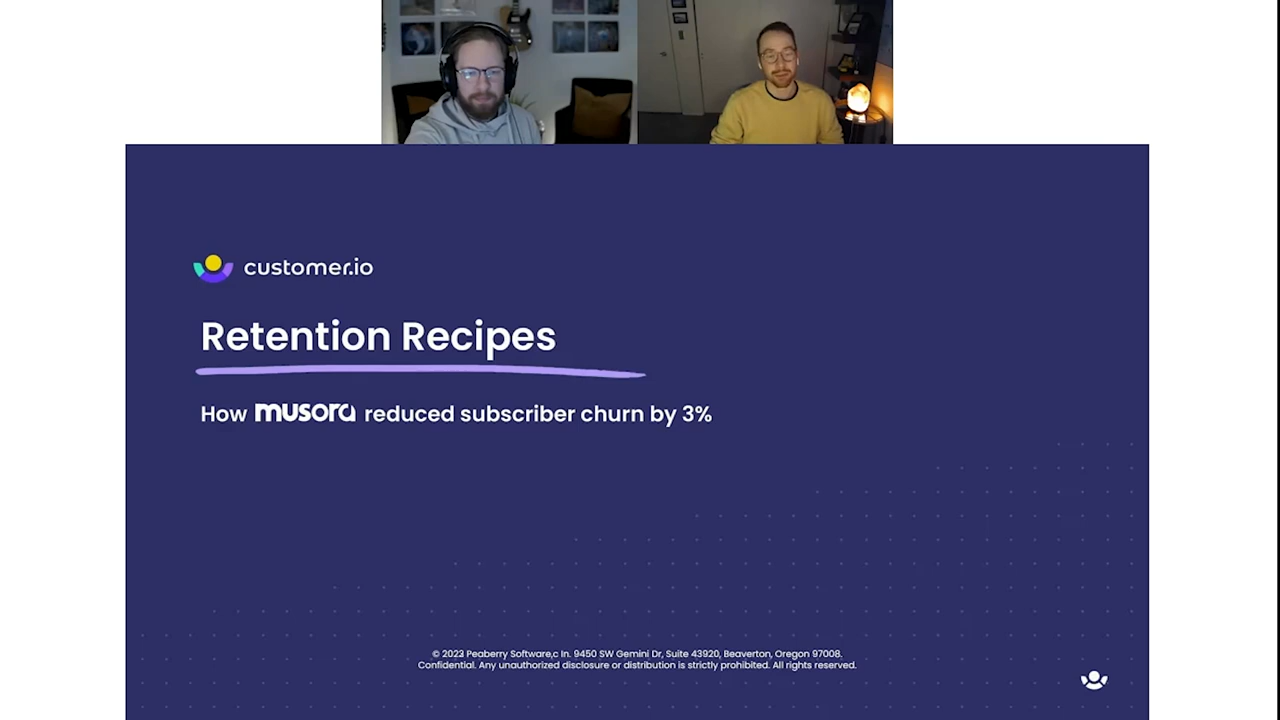 customer.io
Retention Recipes
How musora reduced subscriber churn by 3%
© 2023 Peaberry Software,c In. 9450 SW Gemini Dr, Suite 43920, Beaverton, Oregon 97008.
Confidential. Any unauthorized disclosure or distribution is strictly prohibited. All rights reserved.